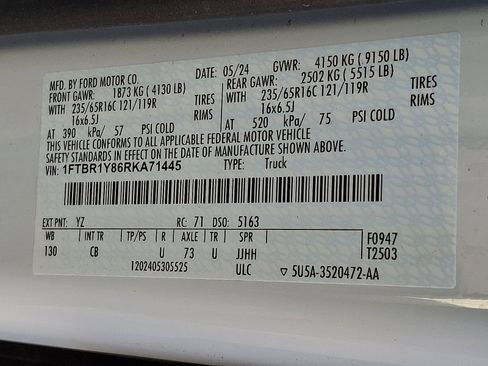 MFD. BY FORD MOTOR CO. DATE: 05/24 GVWR: 4150 KG ( 9150 LB)
FRONT GAWR: 1873 KG ( 4130 LB) REAR GAWR: 2502 KG ( 5515 LB)
WITH 235/65R16C 121/119R TIRES WITH 235/65R16C 121/119R TIRES
16x6.5J RIMS 16x6.5J RIMS
AT 390 kPa/ 57 PSI COLD AT 520 kPa/ 75 PSI COLD
THIS VEHICLE CONFORMS TO ALL APPLICABLE FEDERAL MOTOR VEHICLE
SAFETY STANDARDS IN EFFECT ON THE DATE OF MANUFACTURE SHOWN ABOVE.
VIN: 1FTBR1Y86RKA71445 TYPE: Truck
EXT PNT: YZ RC: 71 DSO: 5163
WB INT TR TP/PS R AXLE TR SPR F0947
130 CB U 73 U JJHH T2503
1202405305525 ULC 5U5A-3520472-AA